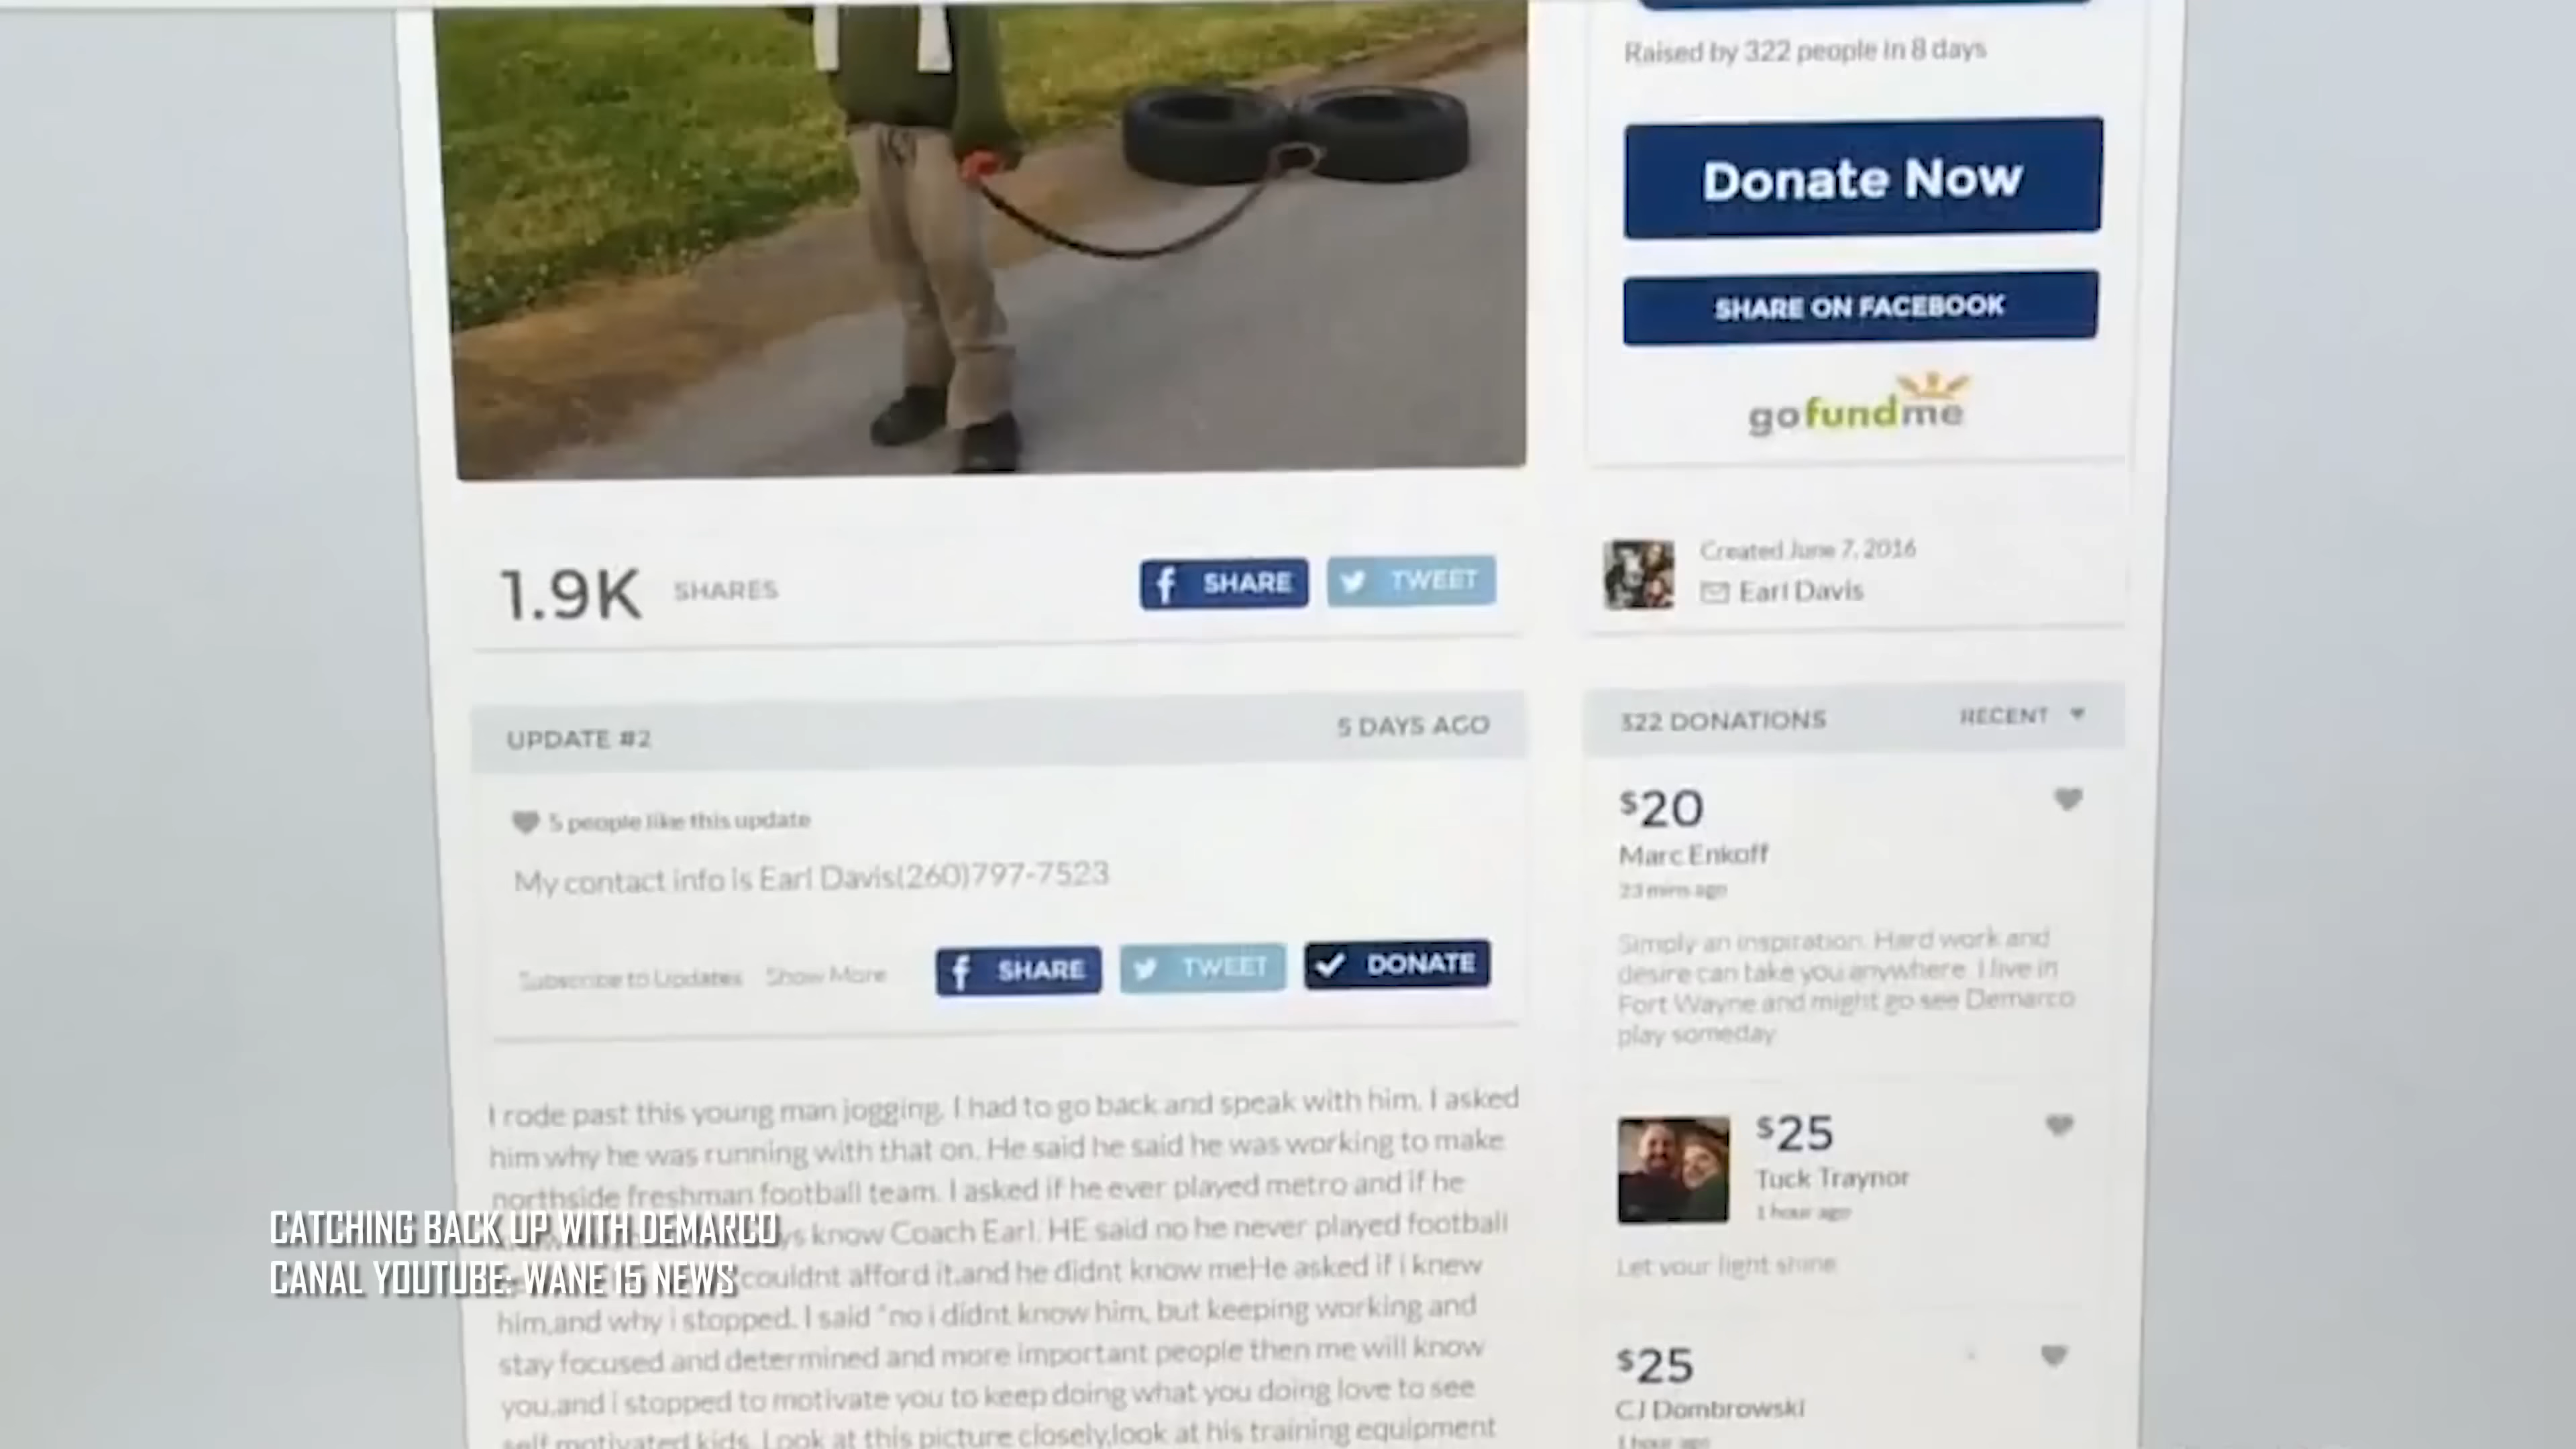 Raised by 322 people in 8 days
Donate Now
SHARE ON FACEBOOK
gofundme
Created June 7, 2016
Earl Davis
1.9K SHARES
SHARE TWEET
UPDATE #2 5 DAYS AGO
5 people like this update
My contact info is Earl Davis(260)797-7523
Subscribe to Updates Show More SHARE TWEET DONATE
I rode past this young man jogging. I had to go back and speak with him. I asked
him why he was running with that on. He said he said he was working to make
northside freshman football team. I asked if he ever played metro and if he
know Coach Earl. HE said no he never played football
couldnt afford it.and he didnt know meHe asked if i knew
him,and why i stopped. I said "no i didnt know him, but keeping working and
stay focused and determined and more important people then me will know
you,and i stopped to motivate you to keep doing what you doing love to see
self motivated kids. Look at this picture closely,look at his training equipment
322 DONATIONS RECENT
$20
Marc Enkoff
23 mins ago
Simply an inspiration. Hard work and
desire can take you anywhere. I live in
Fort Wayne and might go see Demarco
play someday
$25
Tuck Traynor
1 hour ago
Let your light shine
$25
CJ Dombrowski
1 hour ago
CATCHING BACK UP WITH DEMARCO
CANAL YOUTUBE: WANE 15 NEWS